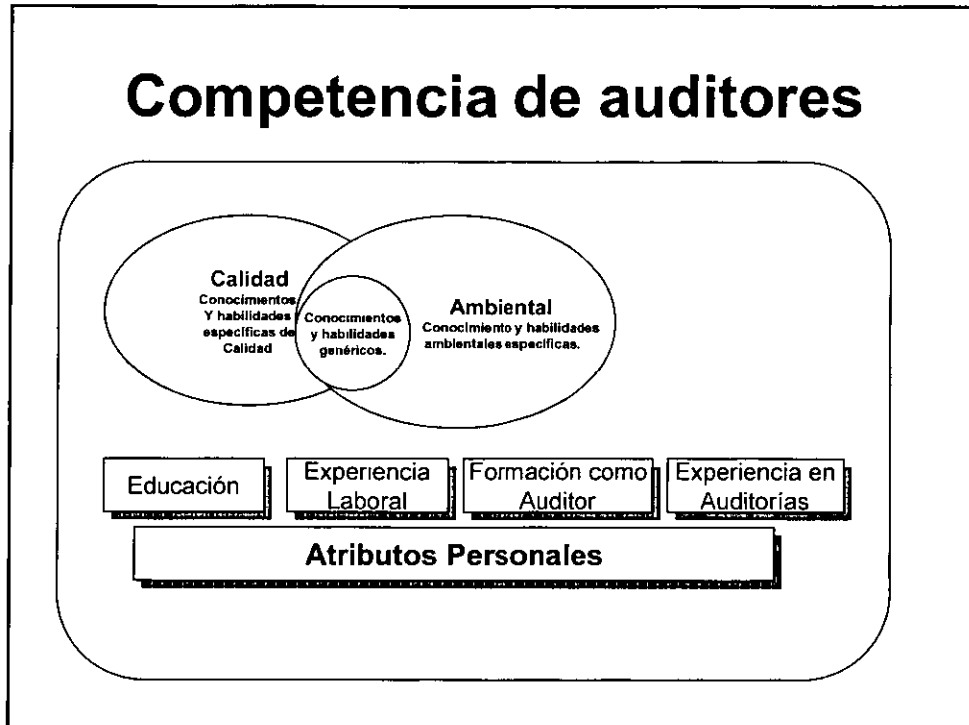 Competencia de auditores
Calidad
Conocimientos
Y habilidades
específicas de
Calidad
Conocimientos
y habilidades
genéricos.
Ambiental
Conocimiento y habilidades
ambientales específicas.
Educación
Experiencia
Laboral
Formación como
Auditor
Experiencia en
Auditorías
Atributos Personales